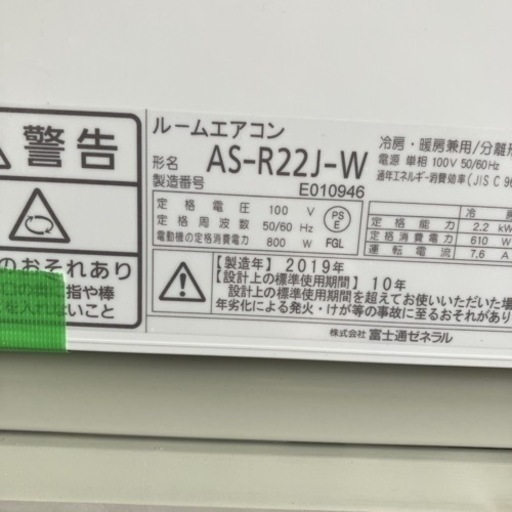 警告
のおそれあり
指や棒
ないこと
ルームエアコン
形名 AS-R22J-W
製造番号 E010946
定格電圧 100 V
定格周波数 50/60 Hz
電動機の定格消費電力 800 W
PS
E
FGL
冷房・暖房兼用/分離形
電源 単相 100V 50/60Hz
通年エネルギー消費効率(JIS C 96
冷 房
定格能力 2.2 kW
定格消費電力 610 W
運転電流 7.6 A
【製造年】2019年
【設計上の標準使用期間】10年
設計上の標準使用期間を超えてお使いいただいた場
年劣化による発火・けが等の事故に至るおそれがあり
株式会社 富士通ゼネラル